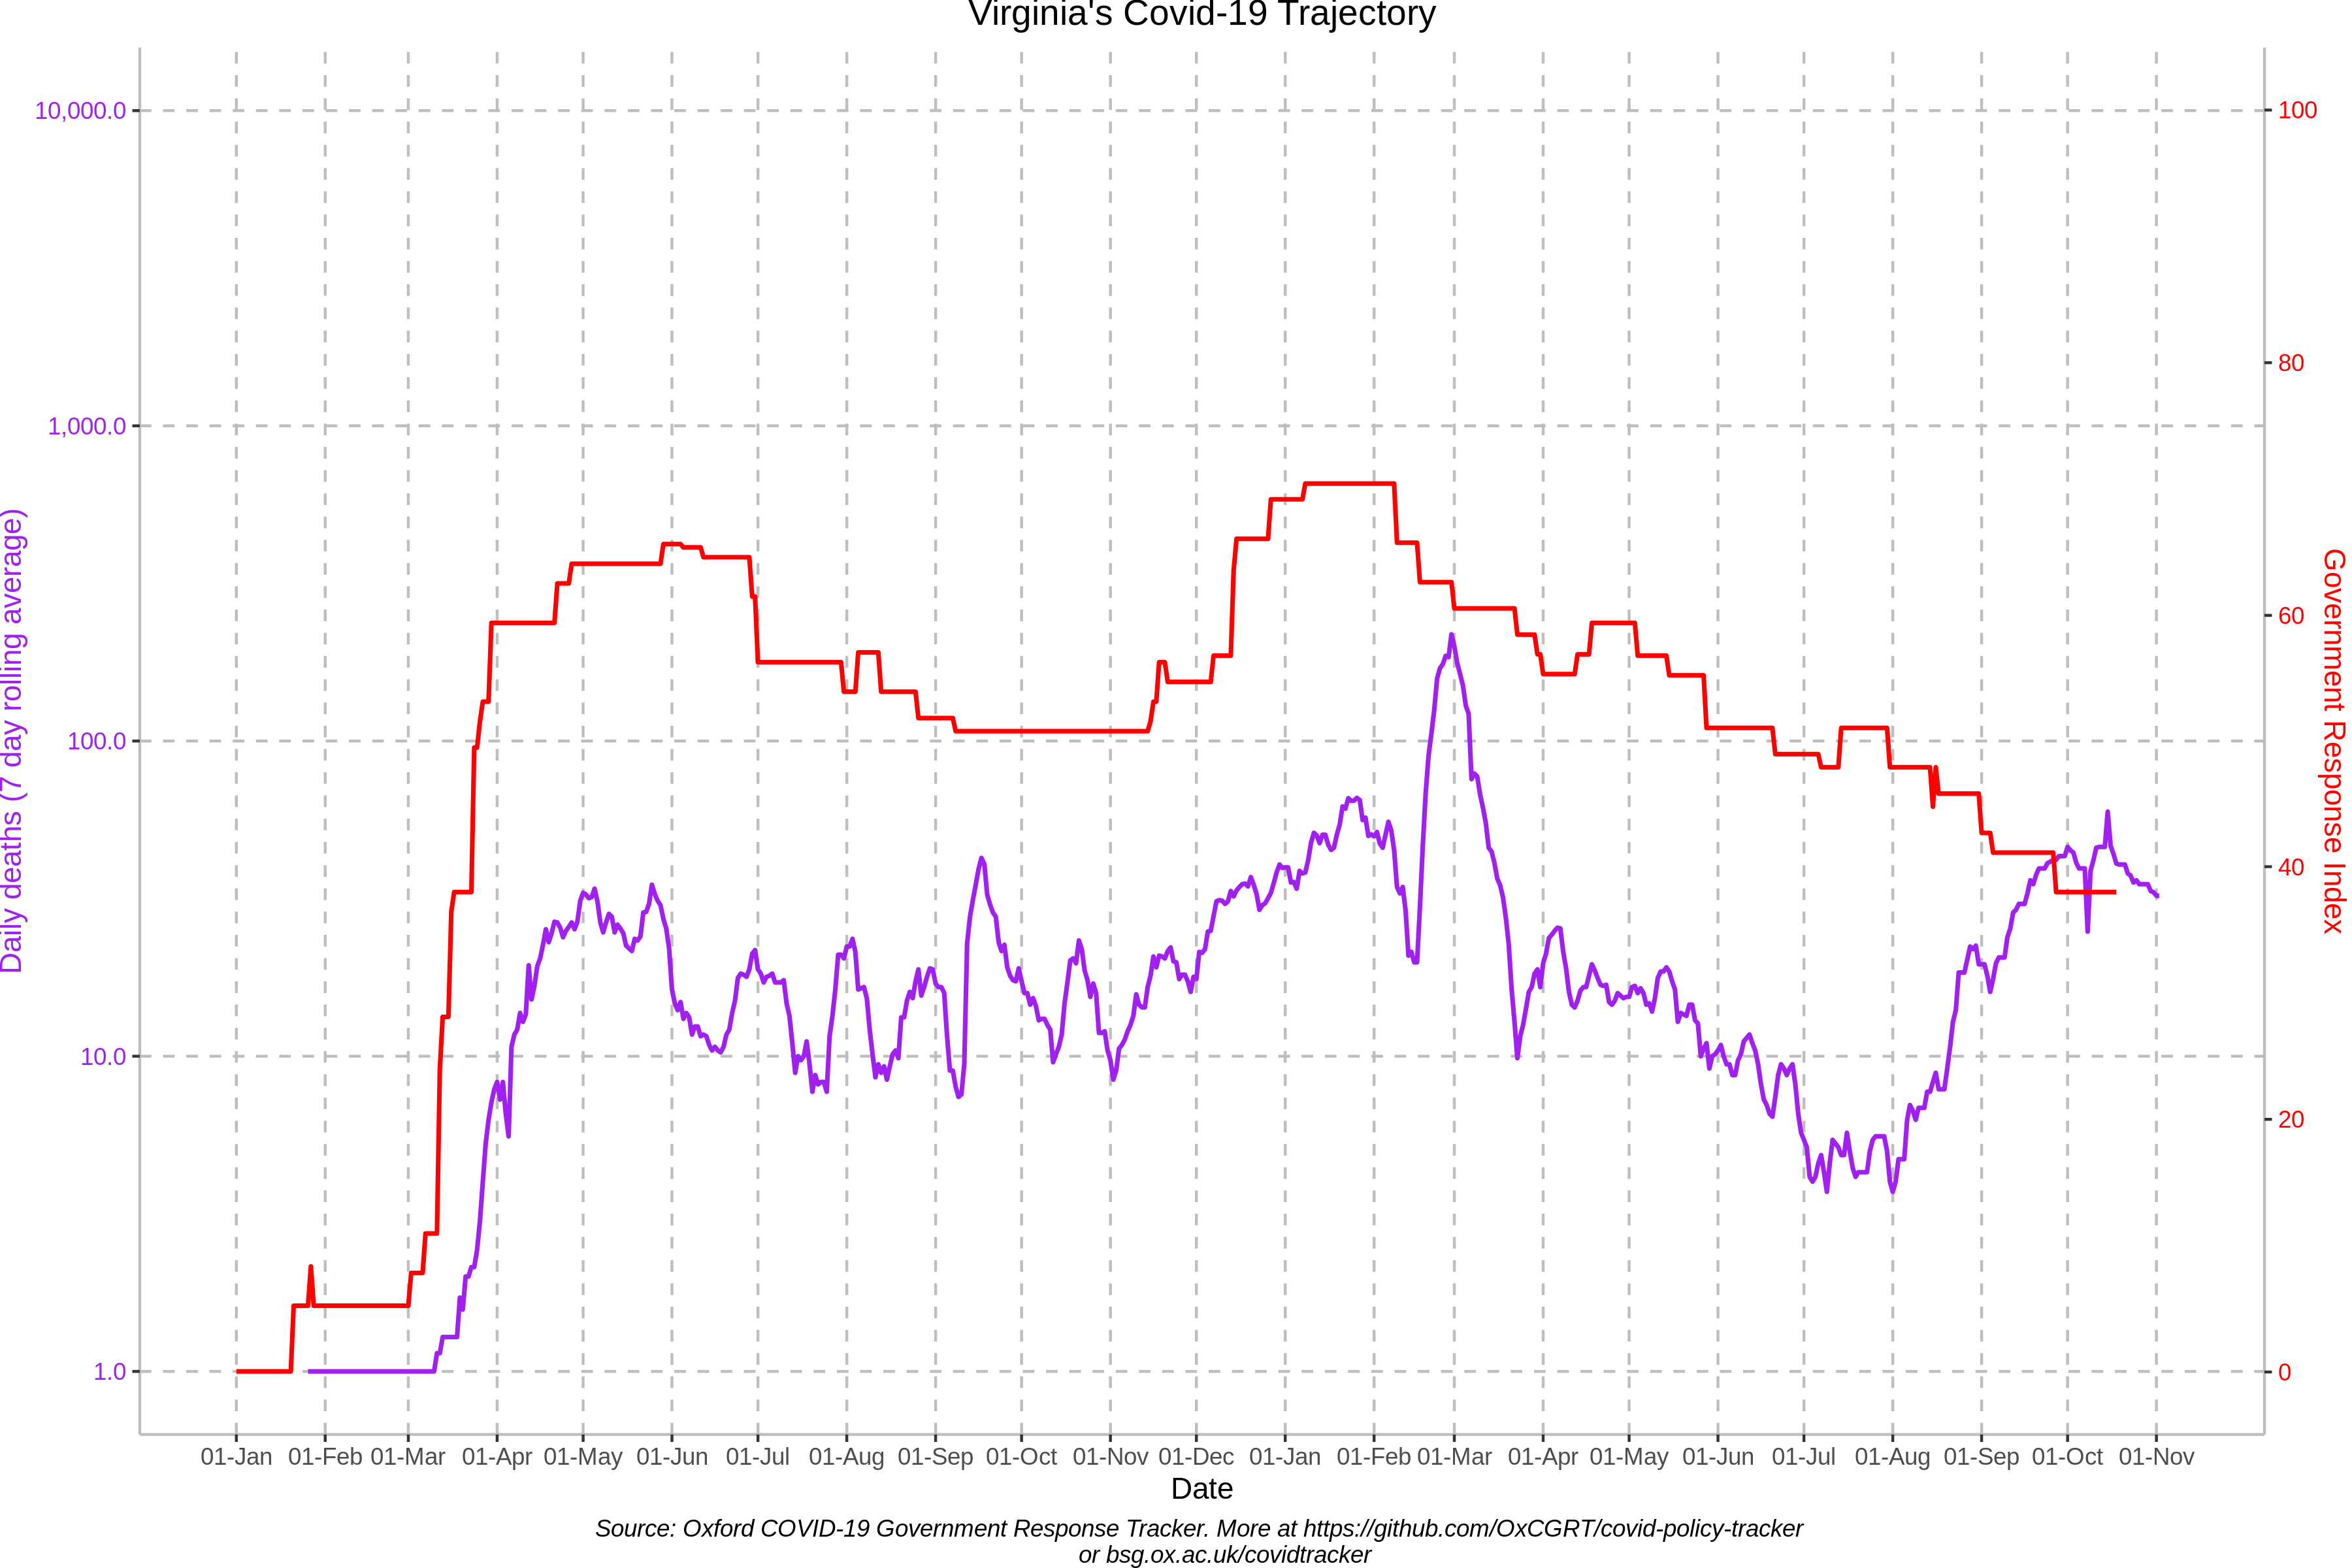 Virginia's Covid-19 Trajectory
Daily deaths (7 day rolling average)
10,000.0
1,000.0
100.0
10.0
1.0
100
80
60
40
20
0
Government Response Index
01-Jan 01-Feb 01-Mar 01-Apr 01-May 01-Jun 01-Jul 01-Aug 01-Sep 01-Oct 01-Nov 01-Dec 01-Jan 01-Feb 01-Mar 01-Apr 01-May 01-Jun 01-Jul 01-Aug 01-Sep 01-Oct 01-Nov
Date
Source: Oxford COVID-19 Government Response Tracker. More at https://github.com/OxCGRT/covid-policy-tracker
or bsg.ox.ac.uk/covidtracker